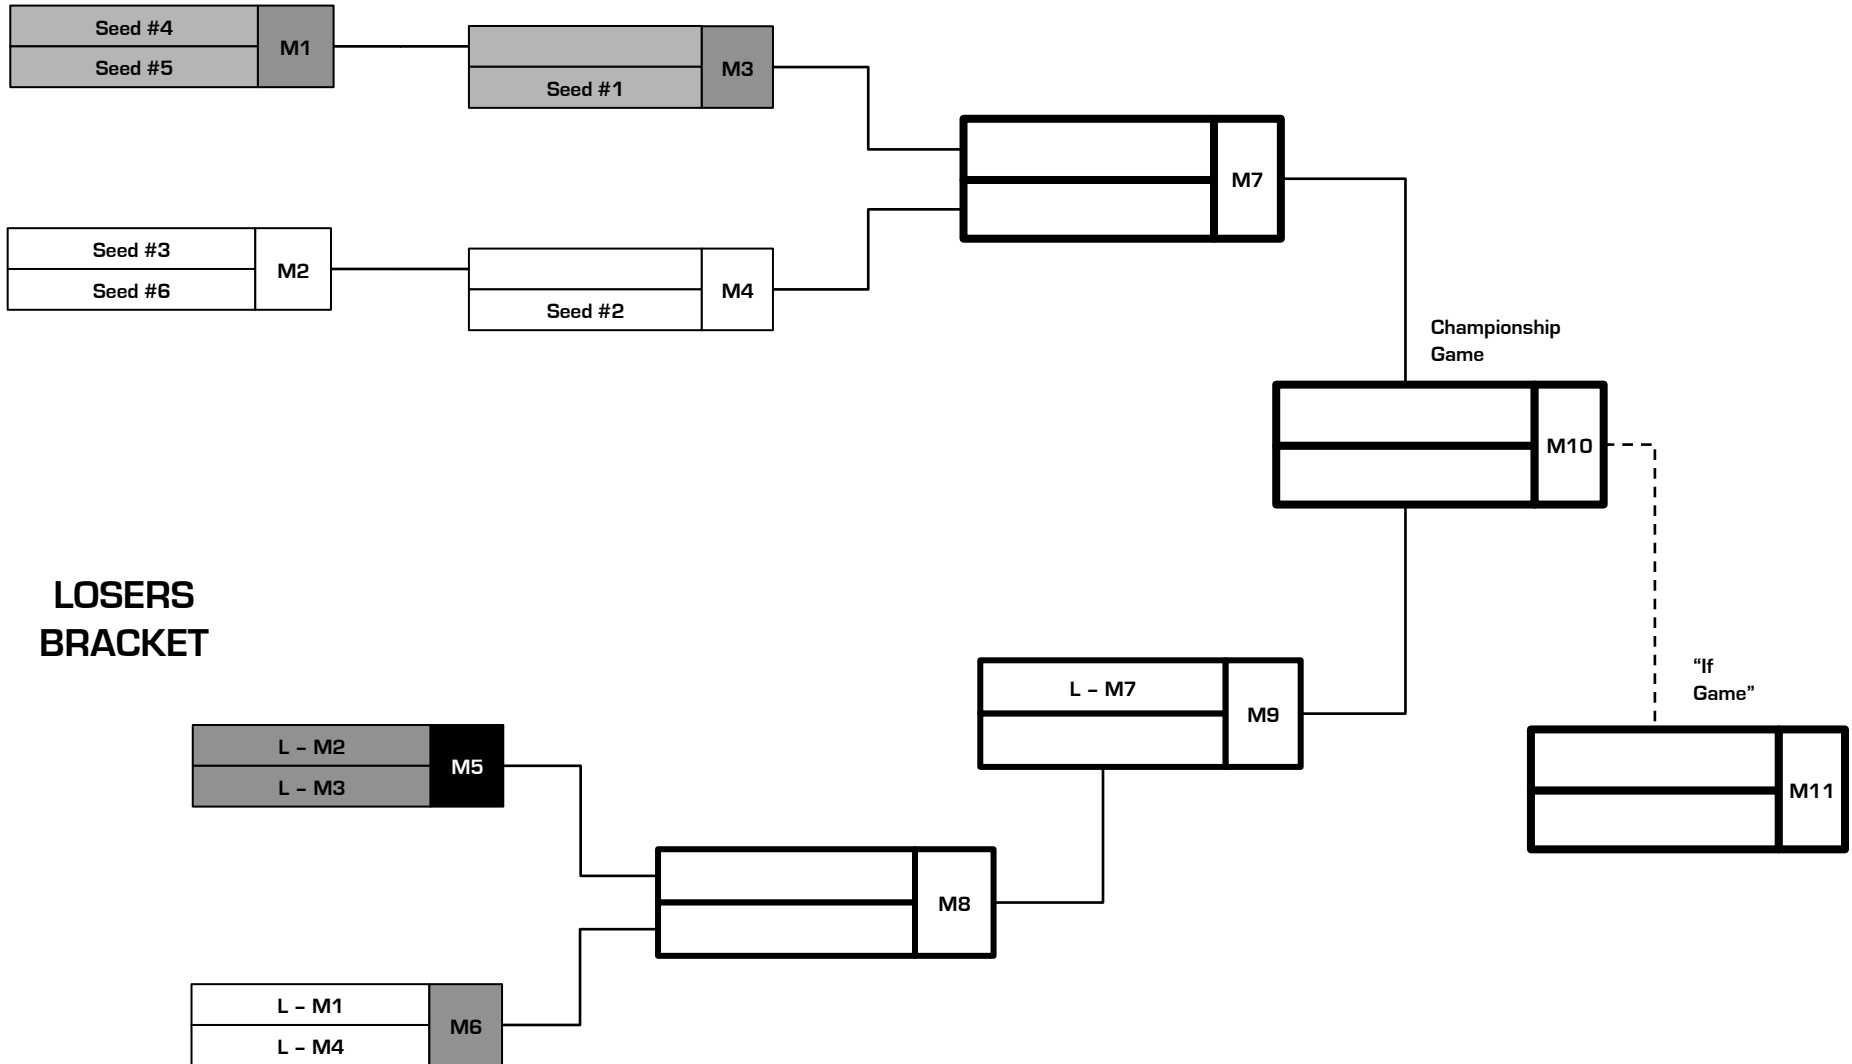 Seed #4
M1
Seed #5
M3
Seed #1
M7
Seed #3
M2
Seed #6
M4
Seed #2
Championship
Game
M10
LOSERS
BRACKET
L – M7
M9
"If
Game"
L – M2
M5
L – M3
M11
M8
L – M1
M6
L – M4